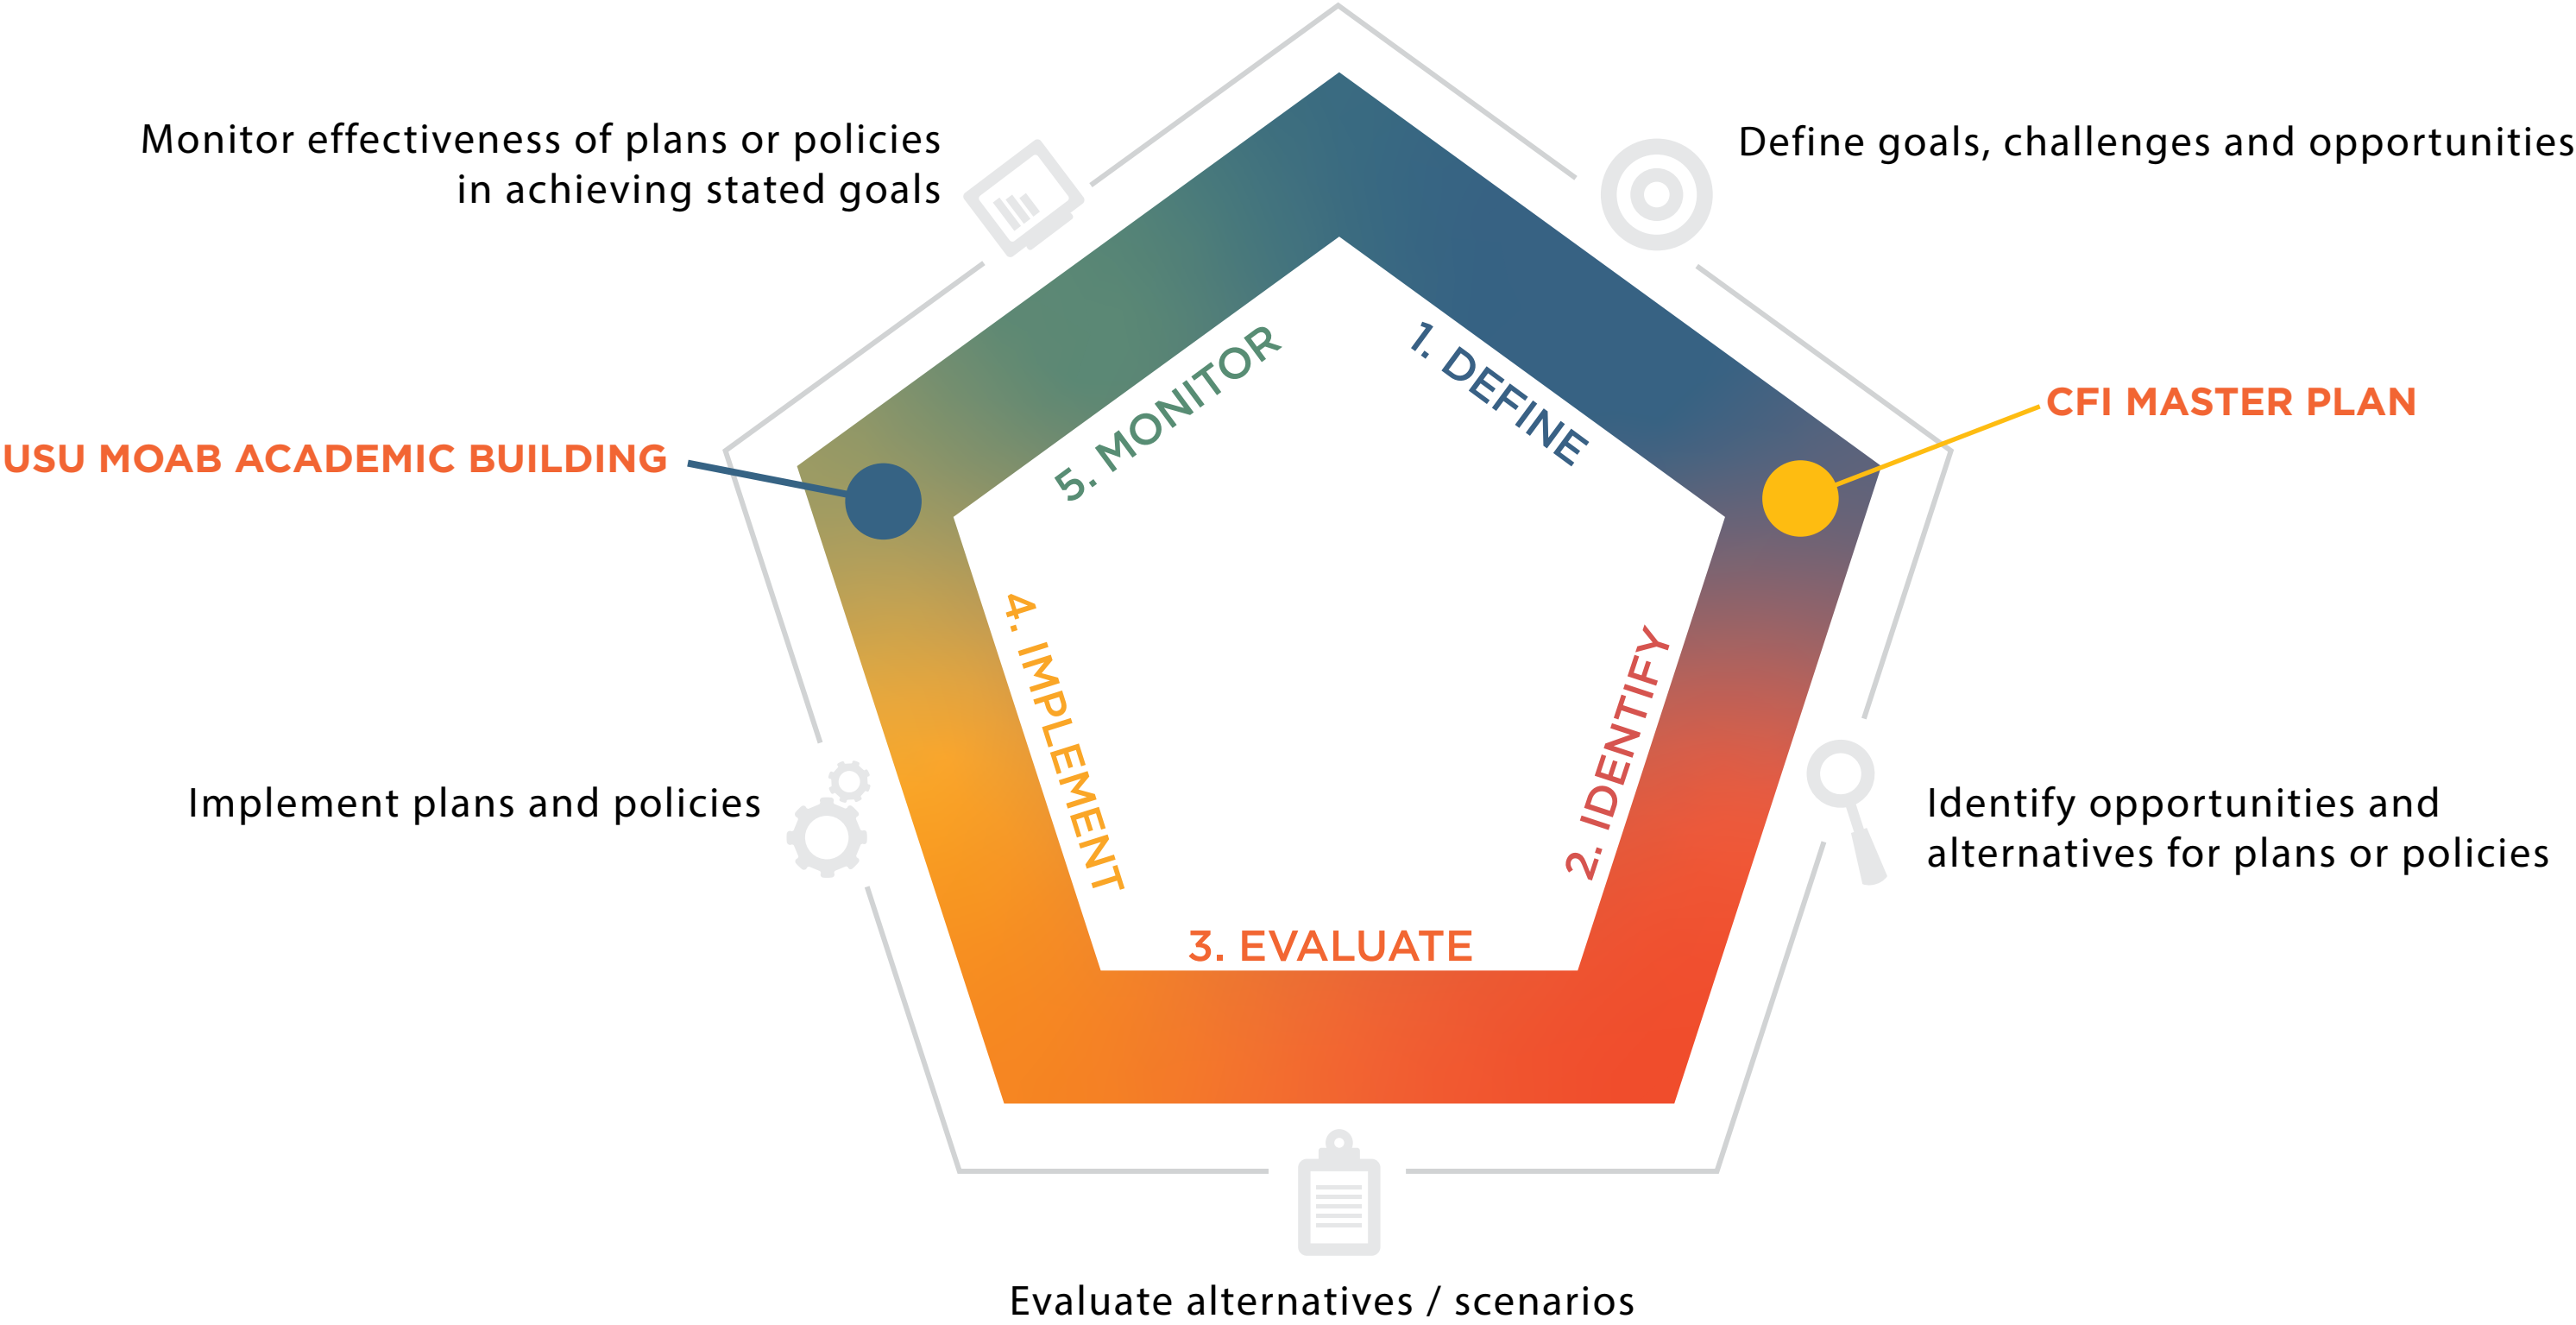 Monitor effectiveness of plans or policies
in achieving stated goals
Define goals, challenges and opportunities
USU MOAB ACADEMIC BUILDING
CFI MASTER PLAN
1. DEFINE
2. IDENTIFY
3. EVALUATE
4. IMPLEMENT
5. MONITOR
Implement plans and policies
Identify opportunities and
alternatives for plans or policies
Evaluate alternatives / scenarios